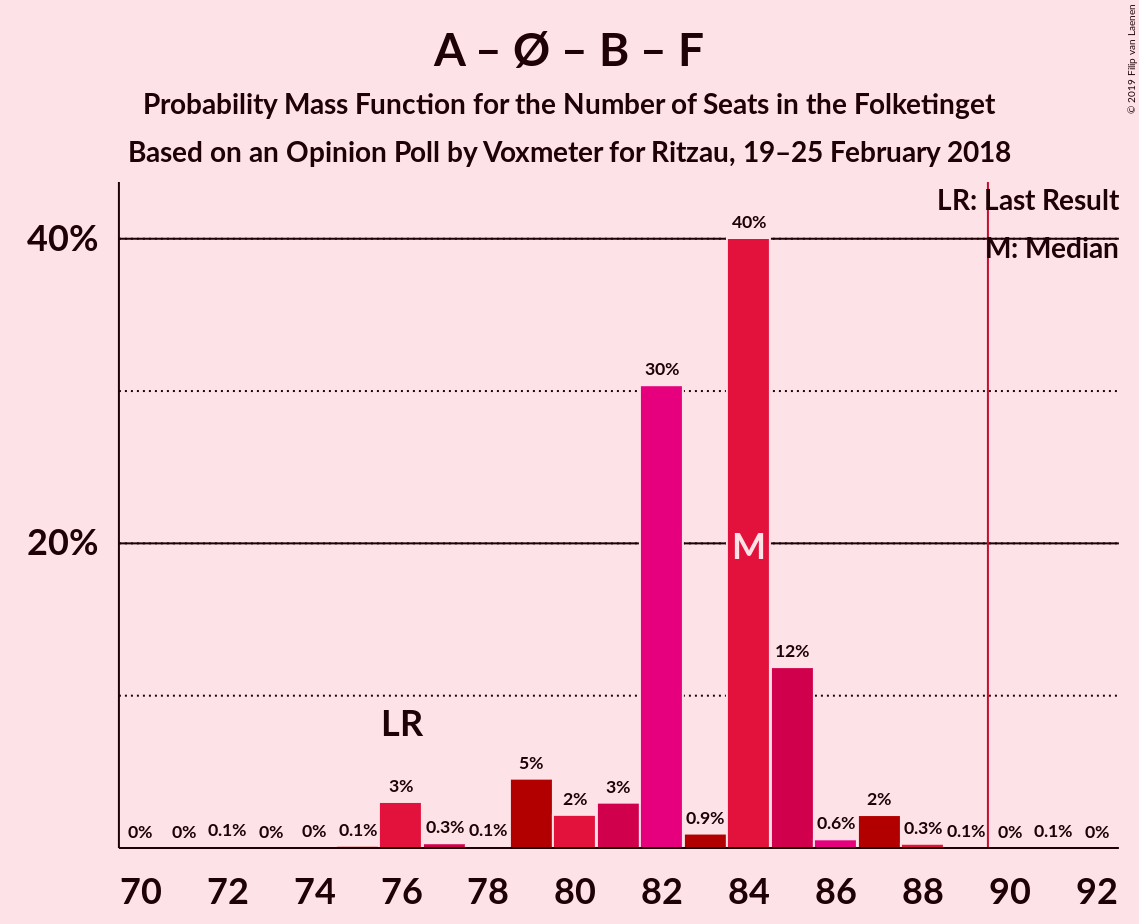 A – Ø – B – F
Probability Mass Function for the Number of Seats in the Folketinget
Based on an Opinion Poll by Voxmeter for Ritzau, 19–25 February 2018
© 2019 Filip van Laenen
LR: Last Result
M: Median
40%
20%
0%
0%
0.1%
0%
0%
0.1%
3%
0.3%
0.1%
5%
2%
3%
30%
0.9%
40%
12%
0.6%
2%
0.3%
0.1%
0%
0.1%
0%
LR
M
70 72 74 76 78 80 82 84 86 88 90 92